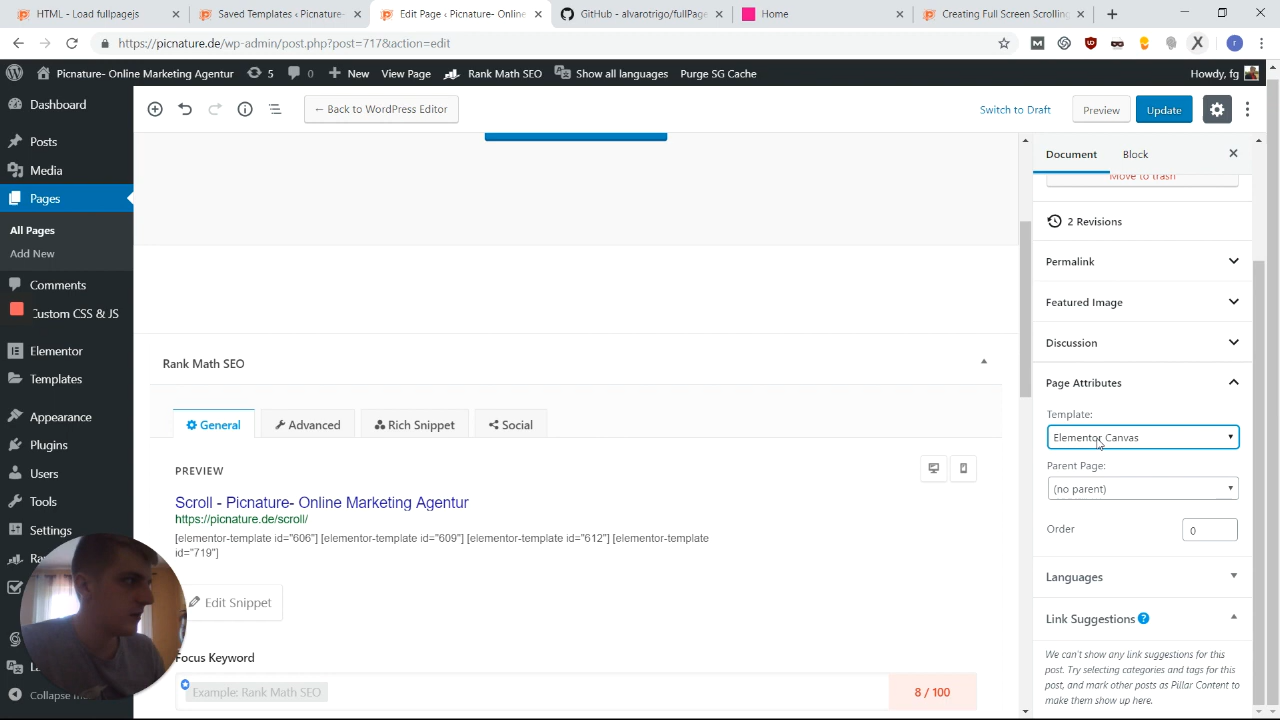 HTML - Load fullpage.js
Saved Templates ‹ Picnature-
Edit Page ‹ Picnature- Online
GitHub - alvarotrigo/fullPage
Home
Creating Full Screen Scrolling
https://picnature.de/wp-admin/post.php?post=717&action=edit
Picnature- Online Marketing Agentur
5
0
New
View Page
Rank Math SEO
Show all languages
Purge SG Cache
Howdy, fg
Dashboard
Posts
Media
Pages
All Pages
Add New
Comments
Custom CSS & JS
Elementor
Templates
Appearance
Plugins
Users
Tools
Settings
Collapse
← Back to WordPress Editor
Switch to Draft
Preview
Update
Rank Math SEO
General
Advanced
Rich Snippet
Social
PREVIEW
Scroll - Picnature- Online Marketing Agentur
https://picnature.de/scroll/
[elementor-template id="606"] [elementor-template id="609"] [elementor-template id="612"] [elementor-template
id="719"]
Edit Snippet
Focus Keyword
Example: Rank Math SEO
8 / 100
Document
Block
Move to trash
2 Revisions
Permalink
Featured Image
Discussion
Page Attributes
Template:
Elementor Canvas
Parent Page:
(no parent)
Order
0
Languages
Link Suggestions ?
We can't show any link suggestions for this
post. Try selecting categories and tags for this
post, and mark other posts as Pillar Content to
make them show up here.